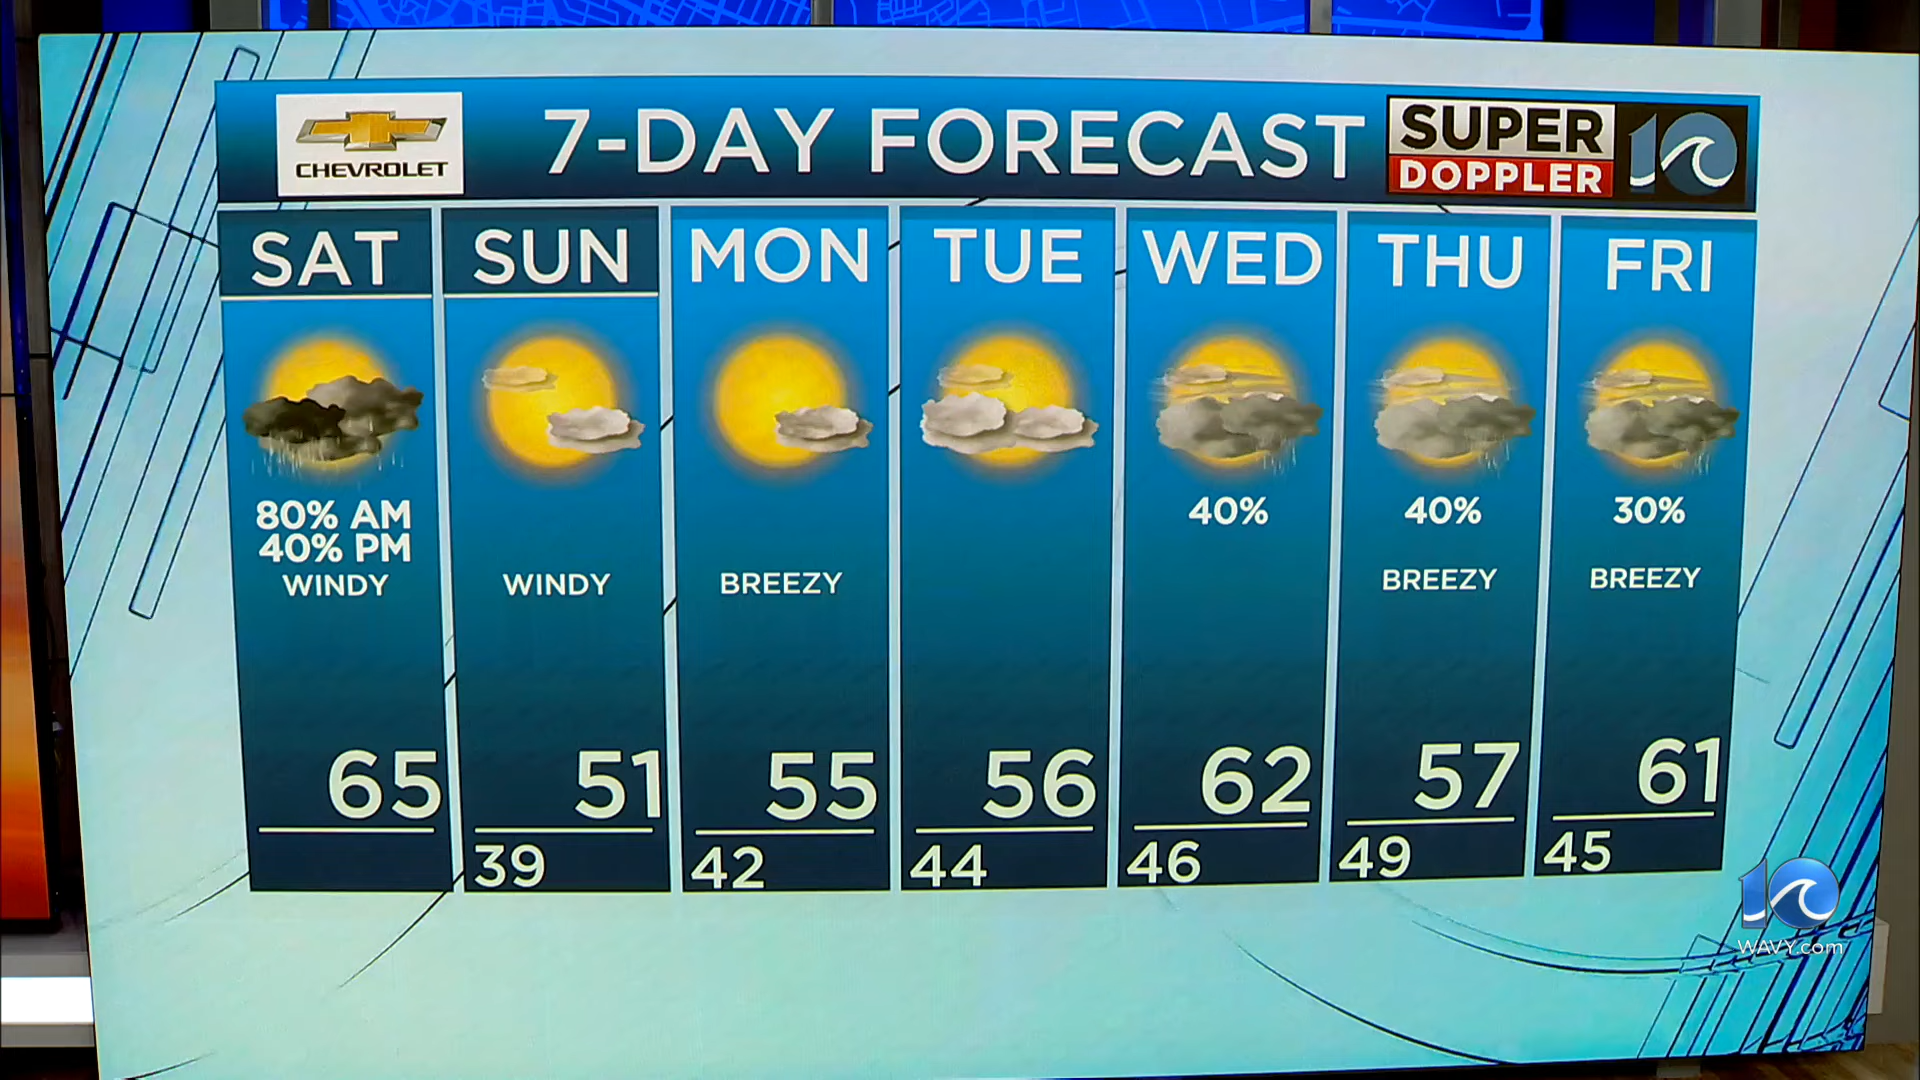 CHEVROLET
7-DAY FORECAST
SUPER
DOPPLER
10
SAT
80% AM
40% PM
WINDY
65
SUN
WINDY
51
39
MON
BREEZY
55
42
TUE
56
44
WED
40%
62
46
THU
40%
BREEZY
57
49
FRI
30%
BREEZY
61
45
10
WAVY.com